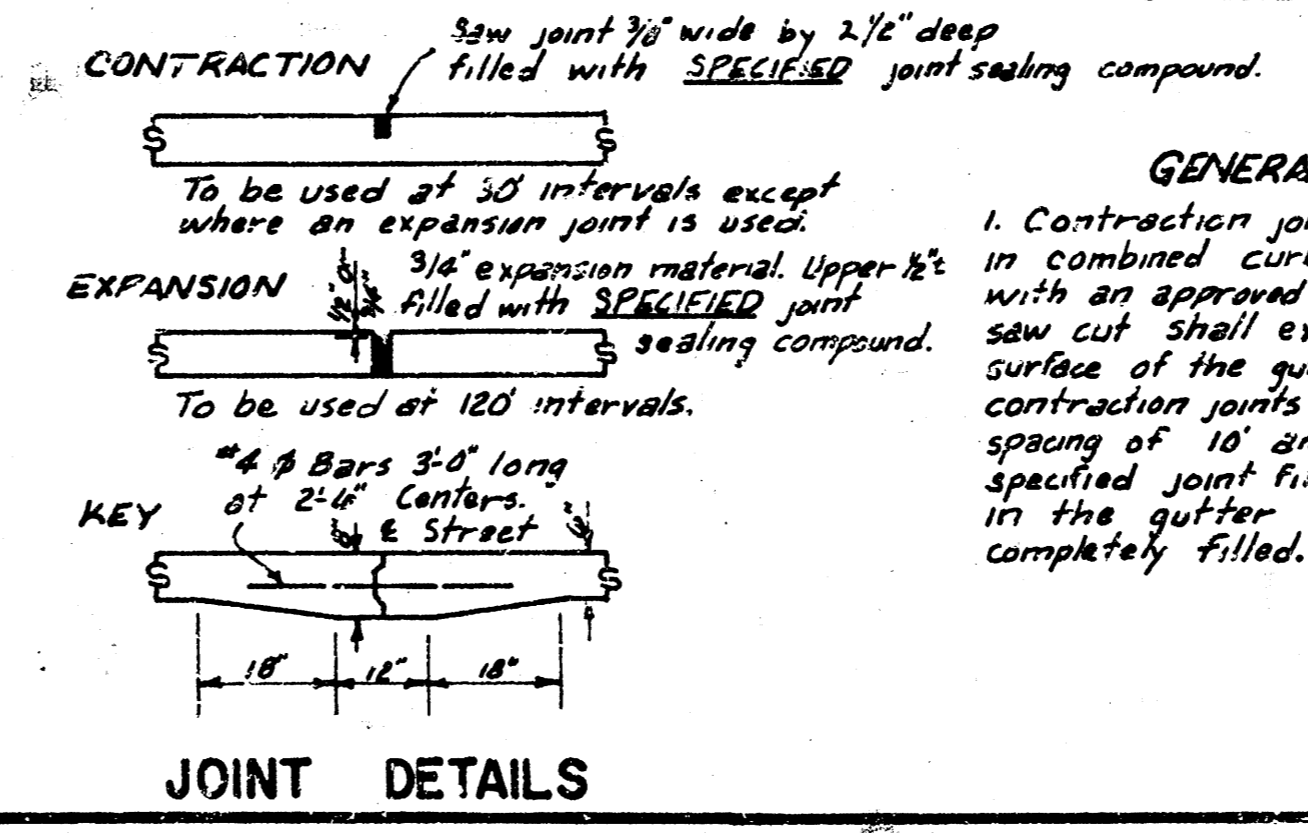 CONTRACTION
Saw joint 3/8" wide by 2 1/2" deep
filled with SPECIFIED joint sealing compound.
To be used at 30' intervals except
where an expansion joint is used.
EXPANSION
3/4" expansion material. Upper 1/2"±
filled with SPECIFIED joint
sealing compound.
To be used at 120' intervals.
KEY
#4 φ Bars 3'-0" long
at 2'-6" Centers.
℄ Street
18" 12" 18"
JOINT DETAILS
GENERA
1. Contraction joi
in combined curb
with an approved
saw cut shall ex
surface of the gu
contraction joints
spacing of 10' an
specified joint fil
in the gutter
completely filled.